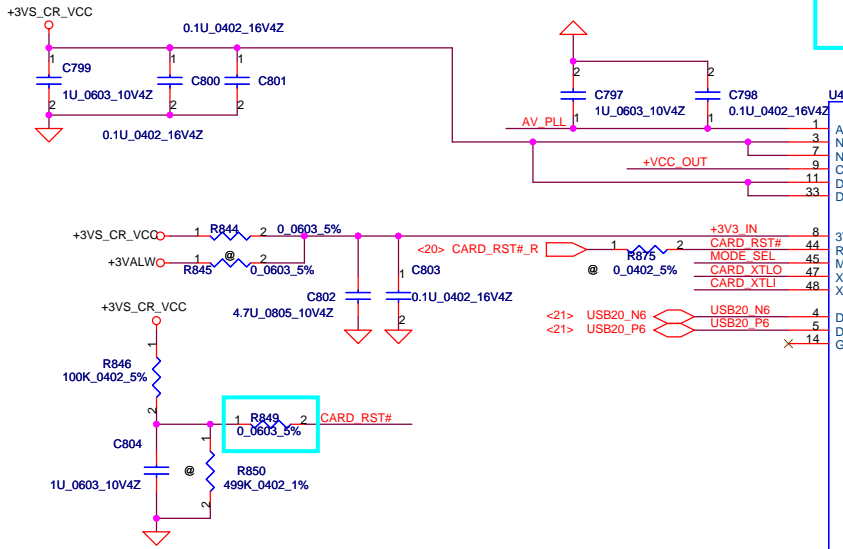 +3VS_CR_VCC
0.1U_0402_16V4Z
1
C799
1
C800
1
C801
2
1U_0603_10V4Z
2
2
0.1U_0402_16V4Z
2
C797
1U_0603_10V4Z
1
2
C798
0.1U_0402_16V4Z
1
U4
AV_PLL
1
A
3
N
7
N
+VCC_OUT
9
C
11
D
33
D
+3VS_CR_VCC
1
R844
2
0_0603_5%
+3VALW
1
R845
@
2
0_0603_5%
1
C802
4.7U_0805_10V4Z
1
C803
0.1U_0402_16V4Z
2
<20>
CARD_RST#_R
1
R875
2
@
0_0402_5%
+3V3_IN
8
3
CARD_RST#
44
R
MODE_SEL
45
M
CARD_XTLO
47
X
CARD_XTLI
48
X
<21>
USB20_N6
USB20_N6
4
D
<21>
USB20_P6
USB20_P6
5
D
14
G
+3VS_CR_VCC
1
R846
100K_0402_5%
2
1
R849
2
0_0603_5%
CARD_RST#
C804
1U_0603_10V4Z
1
@
R850
499K_0402_1%
2